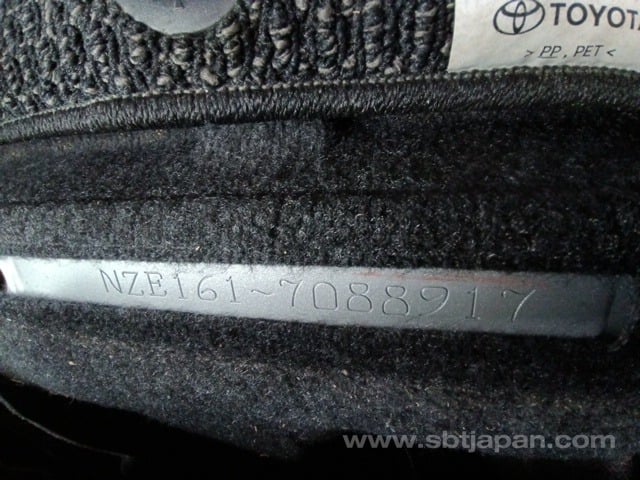 TOYOTA
> PP, PET <
NZE161-7088917
www.sbtjapan.com